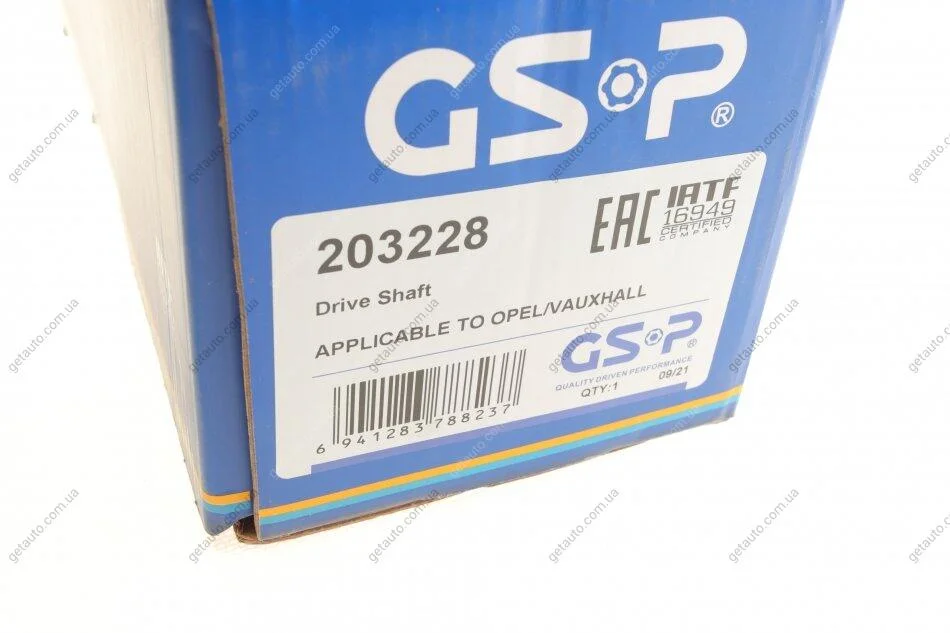 GSP®
203228
EAC
IATF
16949
CERTIFIED
COMPANY
Drive Shaft
APPLICABLE TO OPEL/VAUXHALL
GSP®
QUALITY DRIVEN PERFORMANCE
QTY:1 09/21
6 941283 788237
getauto.com.ua